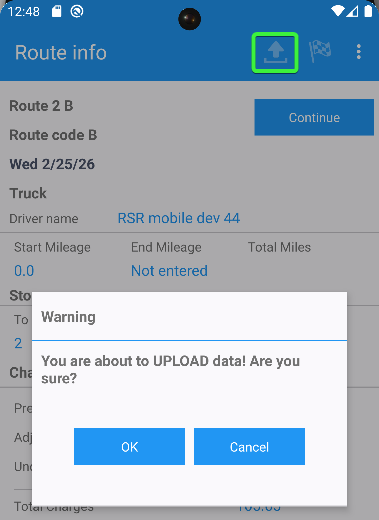 12:48
Route info
Route 2 B
Continue
Route code B
Wed 2/25/26
Truck
Driver name RSR mobile dev 44
Start Mileage End Mileage Total Miles
0.0 Not entered
Sto
To
2
Cha
Warning
You are about to UPLOAD data! Are you
sure?
OK Cancel
Pre
Adj
Und
Total Charges